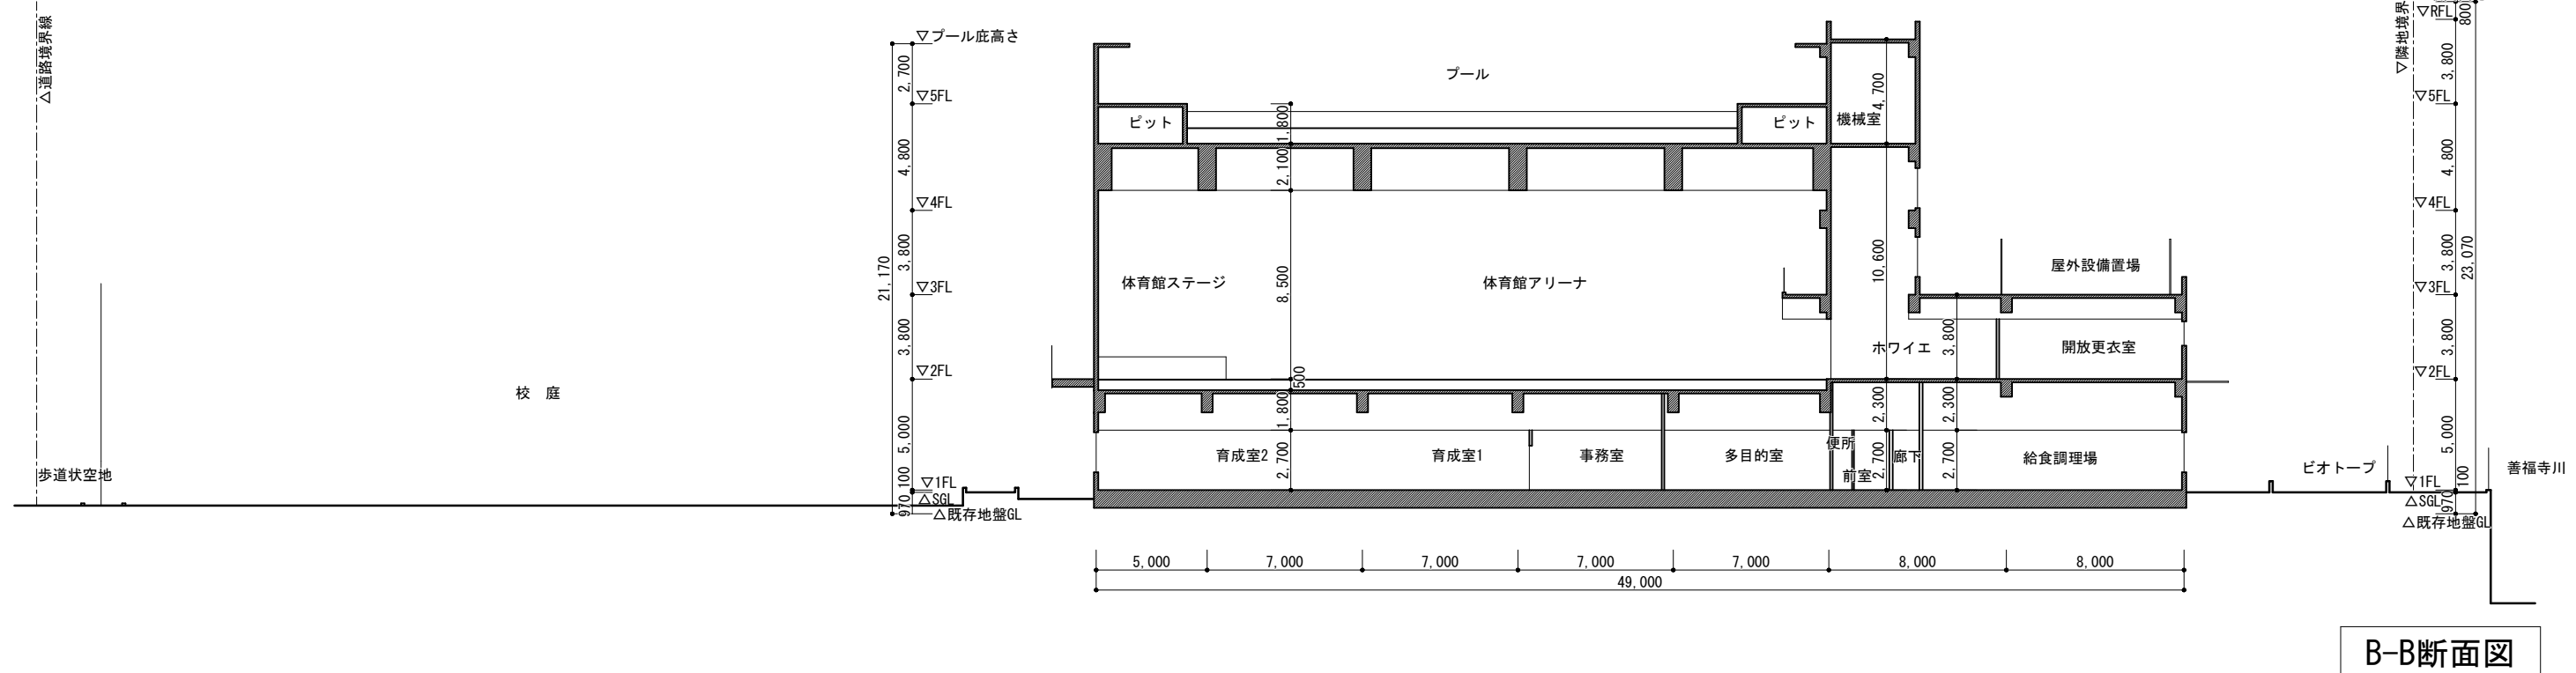 △道路境界線
▽プール庇高さ
2,700
▽5FL
4,800
▽4FL
3,800
21,170
▽3FL
3,800
▽2FL
5,000
100
▽1FL
△SGL
970
△既存地盤GL
歩道状空地
校 庭
プール
ピット
ピット
機械室
4,700
1,800
2,100
体育館ステージ
8,500
体育館アリーナ
10,600
屋外設備置場
ホワイエ
3,800
開放更衣室
500
1,800
2,300
2,300
育成室2
2,700
育成室1
事務室
多目的室
便所
前室
2,700
廊下
2,700
給食調理場
▽隣地境界
▽RFL
800
3,800
▽5FL
4,800
▽4FL
3,800
23,070
▽3FL
3,800
▽2FL
5,000
100
▽1FL
△SGL
970
△既存地盤GL
ビオトープ
善福寺川
5,000
7,000
7,000
7,000
7,000
8,000
8,000
49,000
B-B断面図